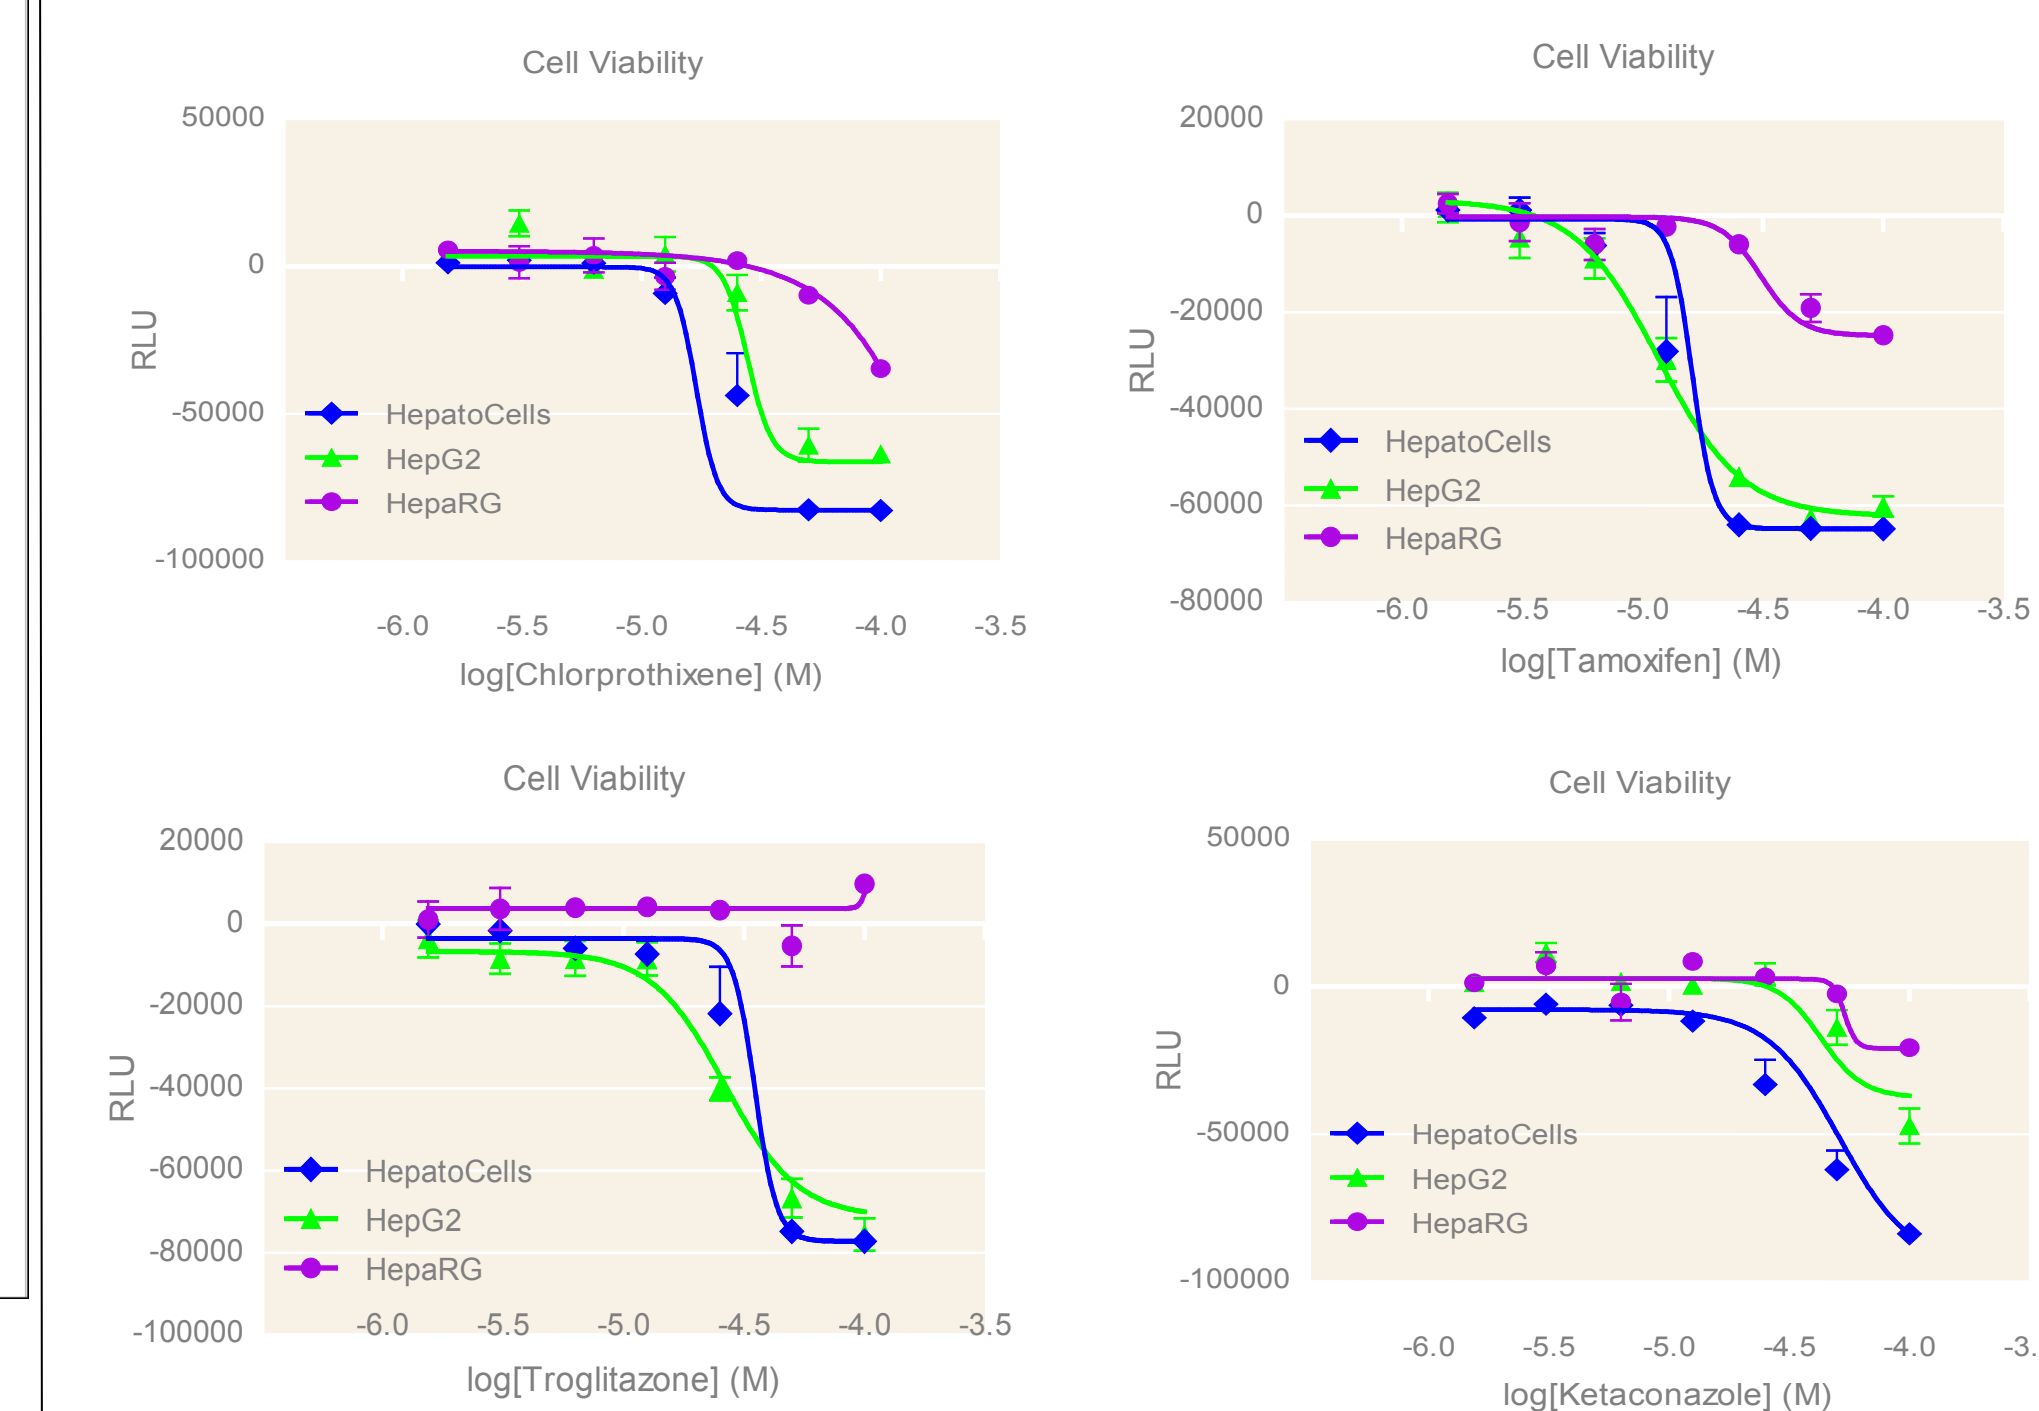 Cell Viability
50000
0
-50000
-100000
RLU
HepatoCells
HepG2
HepaRG
-6.0 -5.5 -5.0 -4.5 -4.0 -3.5
log[Chlorprothixene] (M)
Cell Viability
20000
0
-20000
-40000
-60000
-80000
RLU
HepatoCells
HepG2
HepaRG
-6.0 -5.5 -5.0 -4.5 -4.0 -3.5
log[Tamoxifen] (M)
Cell Viability
20000
0
-20000
-40000
-60000
-80000
-100000
RLU
HepatoCells
HepG2
HepaRG
-6.0 -5.5 -5.0 -4.5 -4.0 -3.5
log[Troglitazone] (M)
Cell Viability
50000
0
-50000
-100000
RLU
HepatoCells
HepG2
HepaRG
-6.0 -5.5 -5.0 -4.5 -4.0 -3.
log[Ketaconazole] (M)